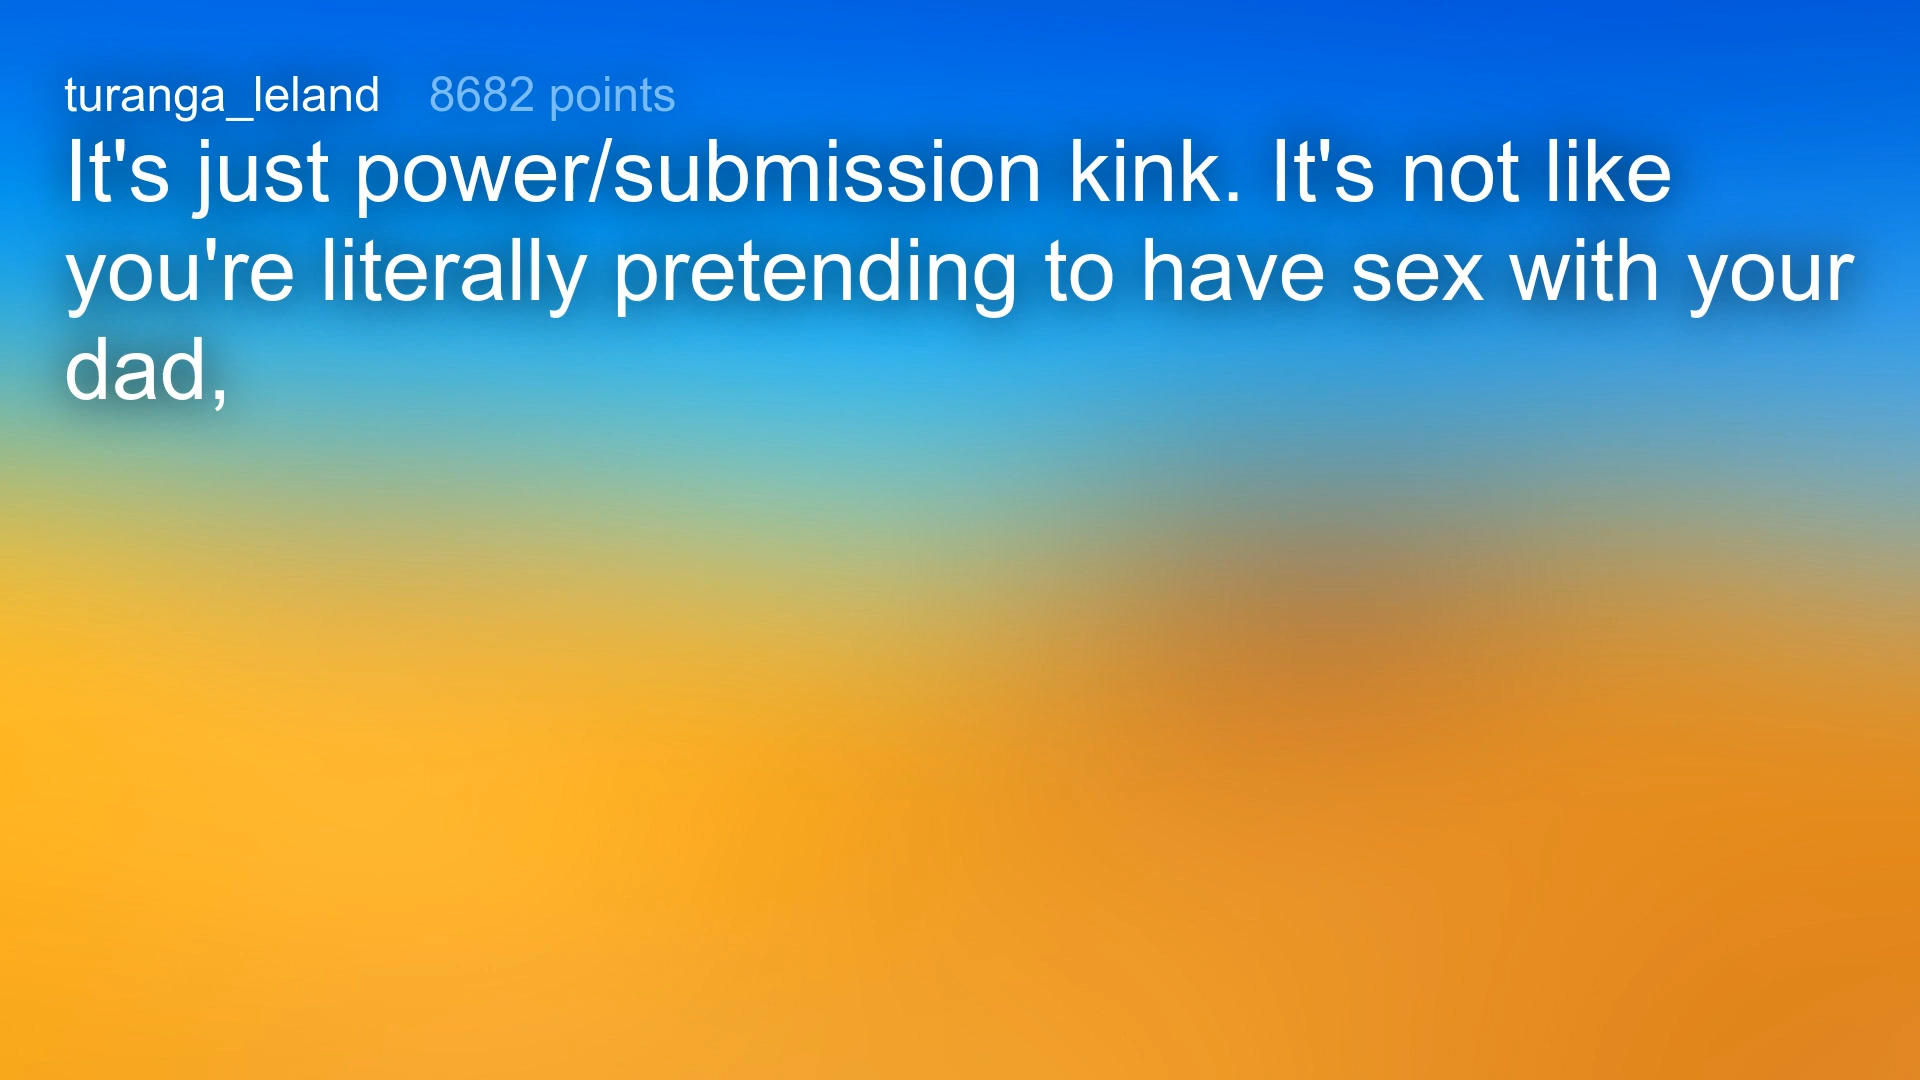 turanga_leland 8682 points
It's just power/submission kink. It's not like
you're literally pretending to have sex with your
dad,